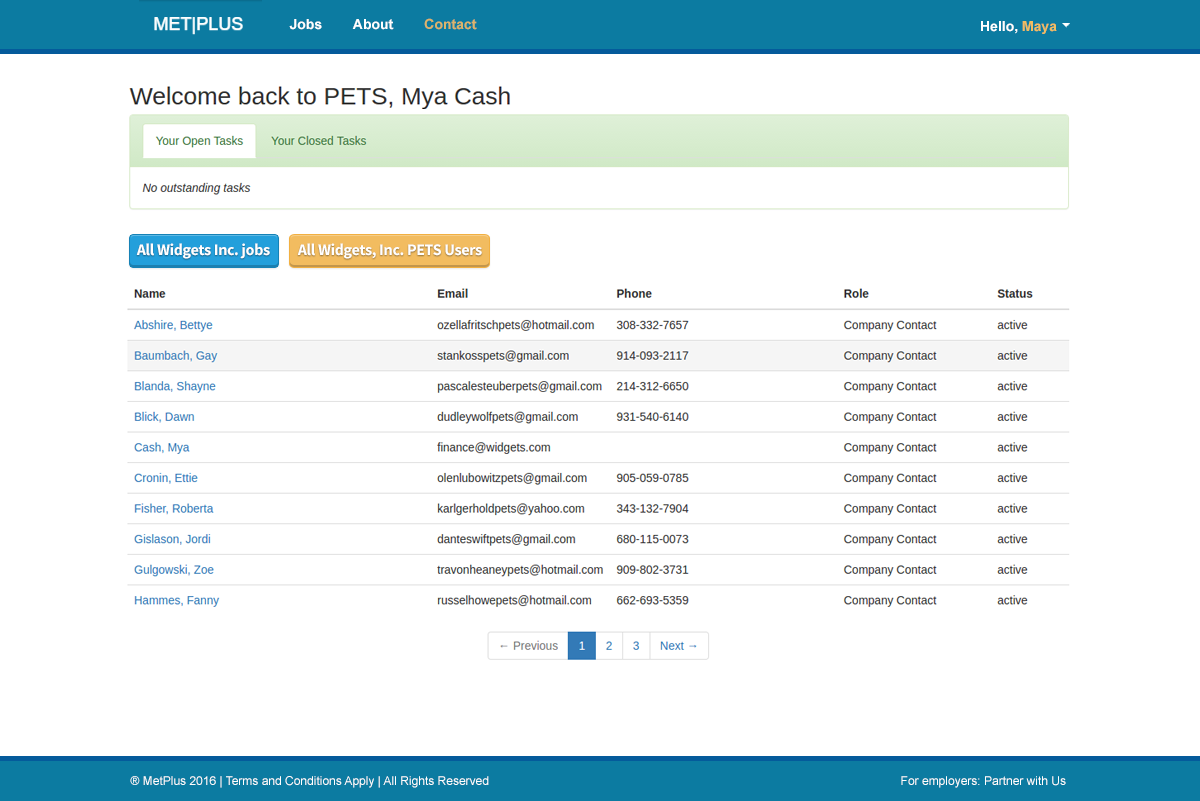 MET|PLUS Jobs About Contact Hello, Maya
Welcome back to PETS, Mya Cash
Your Open Tasks Your Closed Tasks
No outstanding tasks
All Widgets Inc. jobs All Widgets, Inc. PETS Users
Name Email Phone Role Status
Abshire, Bettye ozellafritschpets@hotmail.com 308-332-7657 Company Contact active
Baumbach, Gay stankosspets@gmail.com 914-093-2117 Company Contact active
Blanda, Shayne pascalesteuberpets@gmail.com 214-312-6650 Company Contact active
Blick, Dawn dudleywolfpets@gmail.com 931-540-6140 Company Contact active
Cash, Mya finance@widgets.com Company Contact active
Cronin, Ettie olenlubowitzpets@gmail.com 905-059-0785 Company Contact active
Fisher, Roberta karlgerholdpets@yahoo.com 343-132-7904 Company Contact active
Gislason, Jordi danteswiftpets@gmail.com 680-115-0073 Company Contact active
Gulgowski, Zoe travonheaneypets@hotmail.com 909-802-3731 Company Contact active
Hammes, Fanny russelhowepets@hotmail.com 662-693-5359 Company Contact active
← Previous 1 2 3 Next →
® MetPlus 2016 | Terms and Conditions Apply | All Rights Reserved For employers: Partner with Us